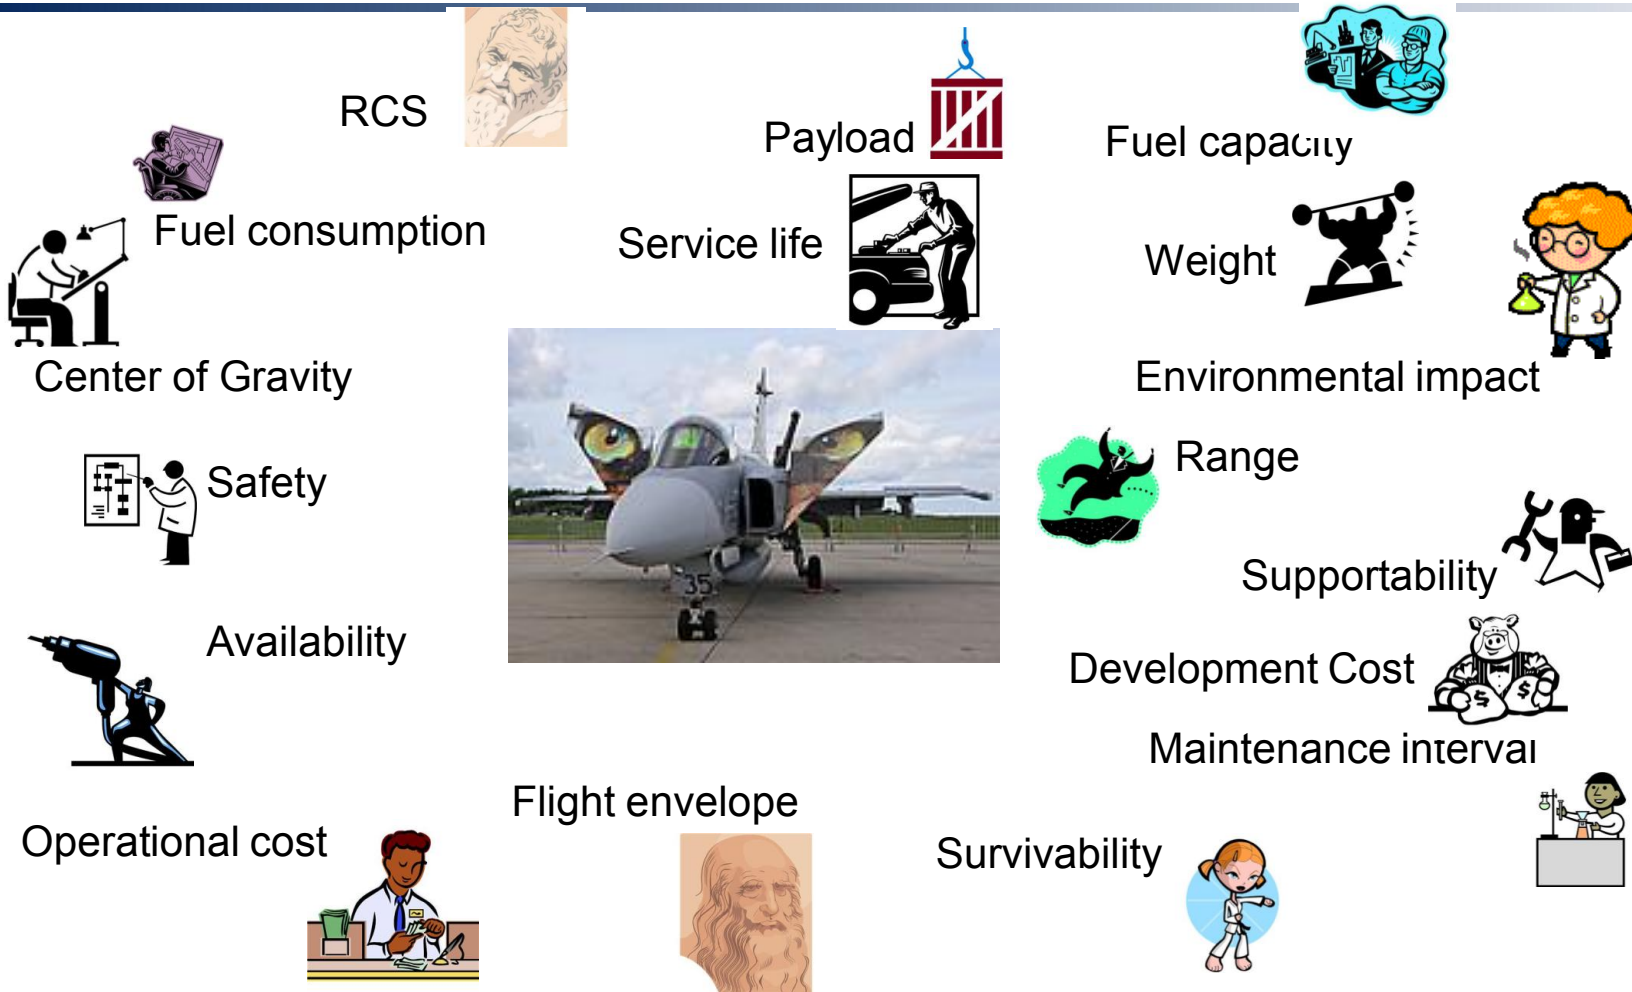 RCS
Payload
Fuel capacity
Fuel consumption
Service life
Weight
Center of Gravity
Environmental impact
Range
Safety
Supportability
Availability
Development Cost
Maintenance interval
Flight envelope
Operational cost
Survivability
35